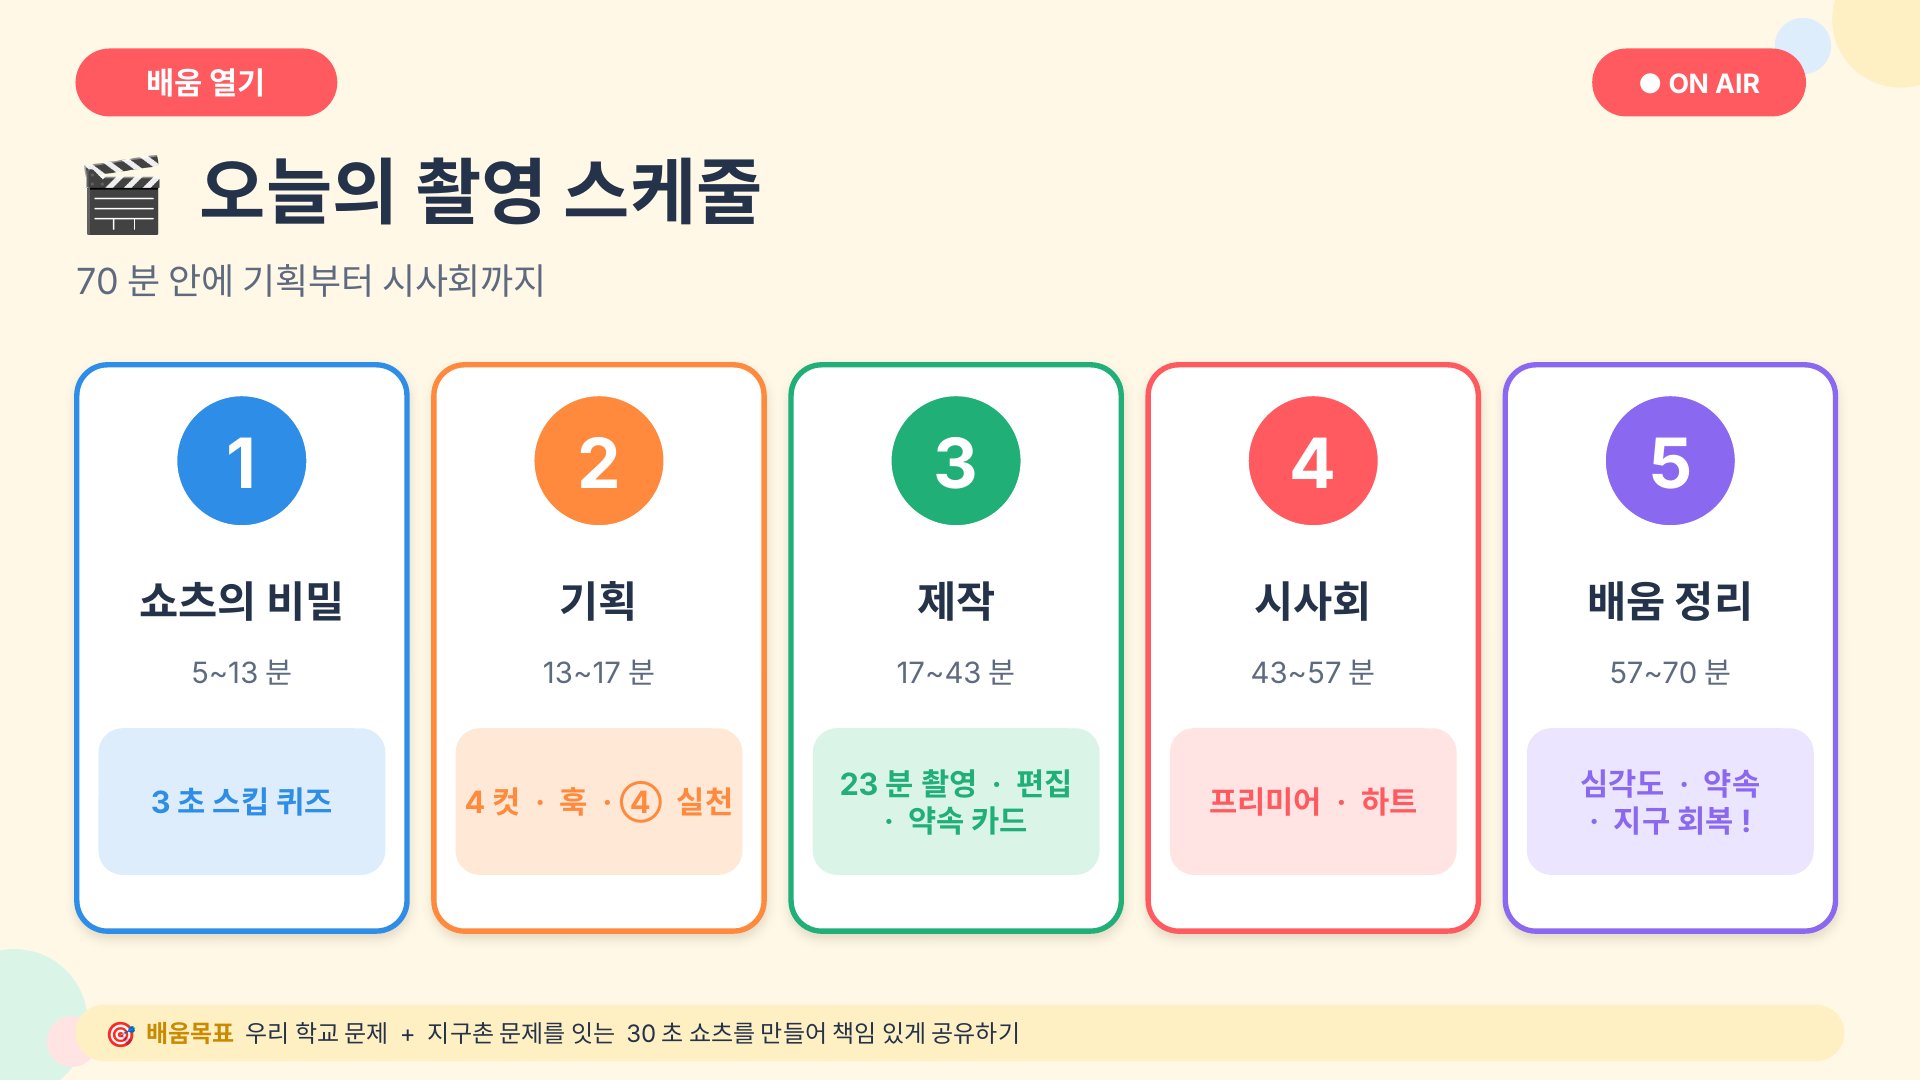 배움 열기
● ON AIR
🎬 오늘의 촬영 스케줄
70 분 안에 기획부터 시사회까지
1
쇼츠의 비밀
5~13 분
3 초 스킵 퀴즈
2
기획
13~17 분
4 컷 · 훅 · ④ 실천
3
제작
17~43 분
23 분 촬영 · 편집
· 약속 카드
4
시사회
43~57 분
프리미어 · 하트
5
배움 정리
57~70 분
심각도 · 약속
· 지구 회복 !
🎯 배움목표 우리 학교 문제 + 지구촌 문제를 잇는 30 초 쇼츠를 만들어 책임 있게 공유하기